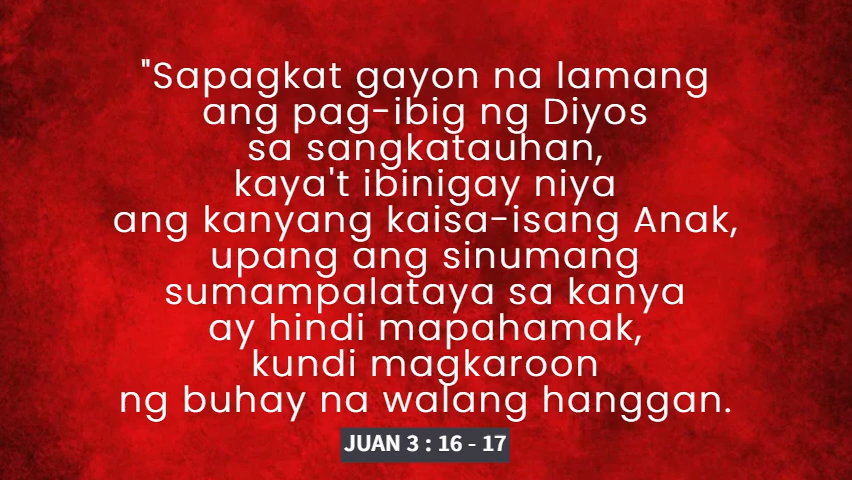 "Sapagkat gayon na lamang
ang pag-ibig ng Diyos
sa sangkatauhan,
kaya't ibinigay niya
ang kanyang kaisa-isang Anak,
upang ang sinumang
sumampalataya sa kanya
ay hindi mapahamak,
kundi magkaroon
ng buhay na walang hanggan.
JUAN 3 : 16 - 17